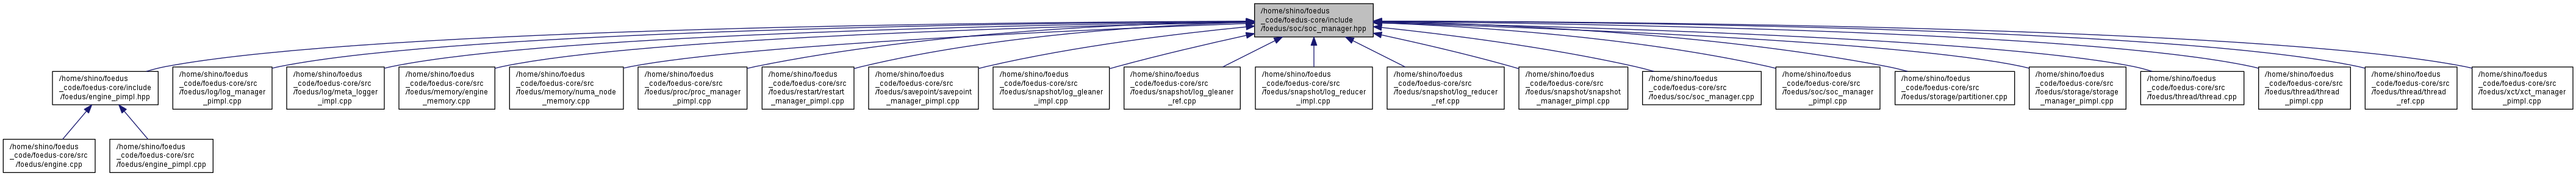 /home/shino/foedus
_code/foedus-core/include
/foedus/soc/soc_manager.hpp
/home/shino/foedus
_code/foedus-core/include
/foedus/engine_pimpl.hpp
/home/shino/foedus
_code/foedus-core/src
/foedus/log/log_manager
_pimpl.cpp
/home/shino/foedus
_code/foedus-core/src
/foedus/log/meta_logger
_impl.cpp
/home/shino/foedus
_code/foedus-core/src
/foedus/memory/engine
_memory.cpp
/home/shino/foedus
_code/foedus-core/src
/foedus/memory/numa_node
_memory.cpp
/home/shino/foedus
_code/foedus-core/src
/foedus/proc/proc_manager
_pimpl.cpp
/home/shino/foedus
_code/foedus-core/src
/foedus/restart/restart
_manager_pimpl.cpp
/home/shino/foedus
_code/foedus-core/src
/foedus/savepoint/savepoint
_manager_pimpl.cpp
/home/shino/foedus
_code/foedus-core/src
/foedus/snapshot/log_gleaner
_impl.cpp
/home/shino/foedus
_code/foedus-core/src
/foedus/snapshot/log_gleaner
_ref.cpp
/home/shino/foedus
_code/foedus-core/src
/foedus/snapshot/log_reducer
_impl.cpp
/home/shino/foedus
_code/foedus-core/src
/foedus/snapshot/log_reducer
_ref.cpp
/home/shino/foedus
_code/foedus-core/src
/foedus/snapshot/snapshot
_manager_pimpl.cpp
/home/shino/foedus
_code/foedus-core/src
/foedus/soc/soc_manager.cpp
/home/shino/foedus
_code/foedus-core/src
/foedus/soc/soc_manager
_pimpl.cpp
/home/shino/foedus
_code/foedus-core/src
/foedus/storage/partitioner.cpp
/home/shino/foedus
_code/foedus-core/src
/foedus/storage/storage
_manager_pimpl.cpp
/home/shino/foedus
_code/foedus-core/src
/foedus/thread/thread.cpp
/home/shino/foedus
_code/foedus-core/src
/foedus/thread/thread
_pimpl.cpp
/home/shino/foedus
_code/foedus-core/src
/foedus/thread/thread
_ref.cpp
/home/shino/foedus
_code/foedus-core/src
/foedus/xct/xct_manager
_pimpl.cpp
/home/shino/foedus
_code/foedus-core/src
/foedus/engine.cpp
/home/shino/foedus
_code/foedus-core/src
/foedus/engine_pimpl.cpp